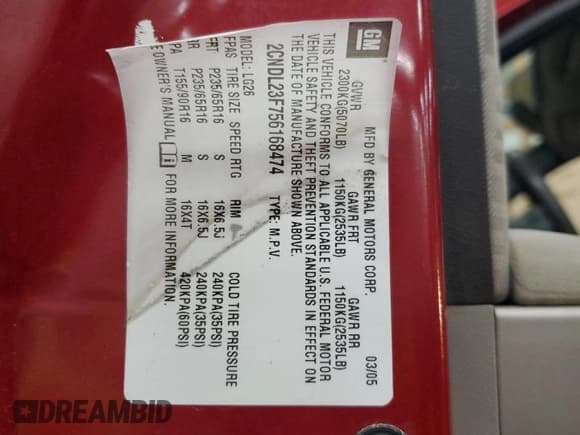 GM
MFD BY GENERAL MOTORS CORP. 03/05
GVWR GAWR FRT GAWR RR
2300KG(5070LB) 1150KG(2535LB) 1150KG(2535LB)
THIS VEHICLE CONFORMS TO ALL APPLICABLE U.S. FEDERAL MOTOR
VEHICLE SAFETY AND THEFT PREVENTION STANDARDS IN EFFECT ON
THE DATE OF MANUFACTURE SHOWN ABOVE.
2CNDL23F756168474 TYPE: M.P.V.
MODEL: LG26
TIRE SIZE SPEED RTG RIM COLD TIRE PRESSURE
FRT P235/65R16 S 16X6.5J 240KPA(35PSI)
RR P235/65R16 S 16X6.5J 240KPA(35PSI)
PA T155/90R16 M 16X4T 420KPA(60PSI)
OWNER'S MANUAL FOR MORE INFORMATION.
DREAMBID